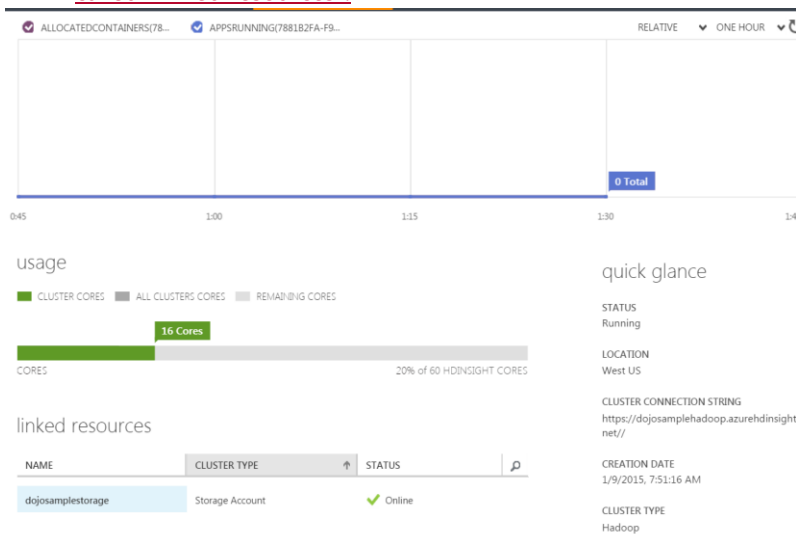 ALLOCATEDCONTAINERS(78...
APPSRUNNING(7881B2FA-F9...
RELATIVE
ONE HOUR
0 Total
0:45
1:00
1:15
1:30
1:4
usage
CLUSTER CORES
ALL CLUSTERS CORES
REMAINING CORES
16 Cores
CORES
20% of 60 HDINSIGHT CORES
linked resources
NAME
CLUSTER TYPE
STATUS
dojosamplestorage
Storage Account
Online
quick glance
STATUS
Running
LOCATION
West US
CLUSTER CONNECTION STRING
https://dojosamplehadoop.azurehdinsight
net//
CREATION DATE
1/9/2015, 7:51:16 AM
CLUSTER TYPE
Hadoop